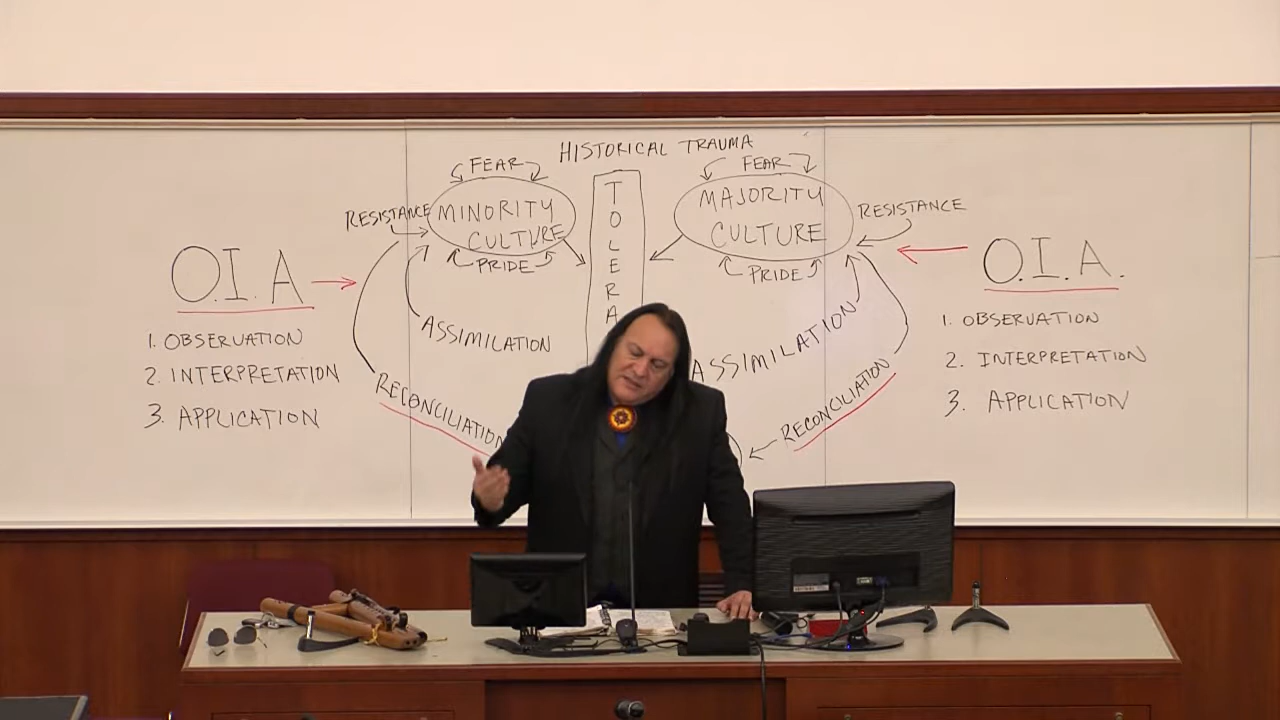 HISTORICAL TRAUMA
FEAR
FEAR
RESISTANCE
MINORITY
CULTURE
PRIDE
T
O
L
E
R
A
MAJORITY
CULTURE
PRIDE
RESISTANCE
O.I.A
1. OBSERVATION
2. INTERPRETATION
3. APPLICATION
ASSIMILATION
RECONCILIATION
ASSIMILATION
RECONCILIATION
O.I.A.
1. OBSERVATION
2. INTERPRETATION
3. APPLICATION